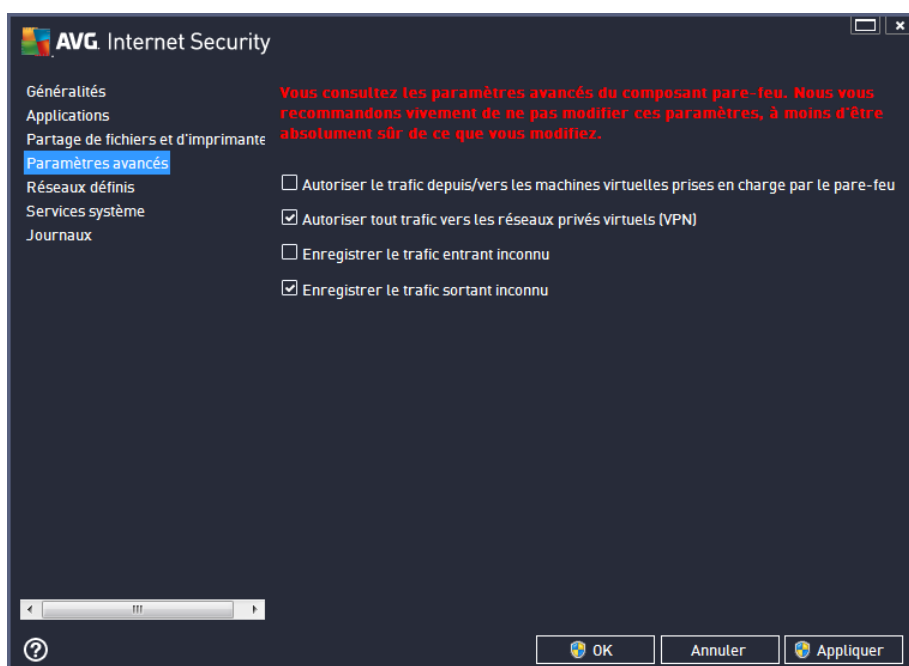 AVG. Internet Security
Généralités
Applications
Partage de fichiers et d'imprimante
Paramètres avancés
Réseaux définis
Services système
Journaux
Vous consultez les paramètres avancés du composant pare-feu. Nous vous
recommandons vivement de ne pas modifier ces paramètres, à moins d'être
absolument sûr de ce que vous modifiez.
Autoriser le trafic depuis/vers les machines virtuelles prises en charge par le pare-feu
Autoriser tout trafic vers les réseaux privés virtuels (VPN)
Enregistrer le trafic entrant inconnu
Enregistrer le trafic sortant inconnu
OK
Annuler
Appliquer